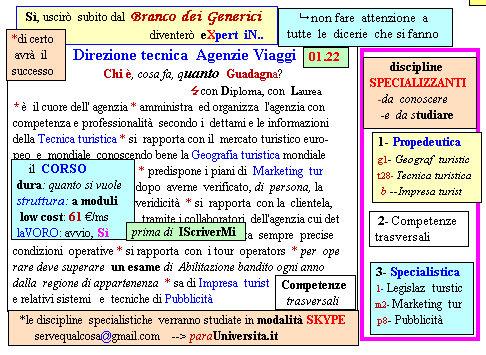 Sì, uscirò subito dal Branco dei Generici
diventerò eXpert iN..
↳non fare attenzione a
tutte le dicerie che si fanno
*di certo
avrà il
successo
Direzione tecnica Agenzie Viaggi 01.22
Chi è, cosa fa, quanto Guadagna?
con Diploma, con Laurea
* è il cuore dell' agenzia * amministra ed organizza l'agenzia con
competenza e professionalità secondo i dettami e le informazioni
della Tecnica turistica * si rapporta con il mercato turistico euro-
peo e mondiale conoscendo bene la Geografia turistica mondiale
* predispone i piani di Marketing tur
dopo averne verificato, di persona, la
veridicità * si rapporta con la clientela,
tramite i collaboratori dell'agenzia cui det
sempre precise
condizioni operative * si rapporta con i tour operators * per ope
rare deve superare un esame di Abilitazione bandito ogni anno
dalla regione di appartenenza * sa di Impresa turist
e relativi sistemi e tecniche di Pubblicità
il CORSO
dura: quanto si vuole
struttura: a moduli
low cost: 61 €/ms
laVORO: avvio, Si
prima di IScriverMi
Competenze
trasversali
*le discipline specialistiche verranno studiate in modalità SKYPE
servequalcosa@gmail.com --> paraUniversita.it
discipline
SPECIALIZZANTI
-da conoscere
-e da studiare
1- Propedeutica
g1- Geograf turistic
t28-Tecnica turistica
b --Impresa turist
2- Competenze
trasversali
3- Specialistica
1- Legislaz turstic
m2- Marketing tur
p8- Pubblicità